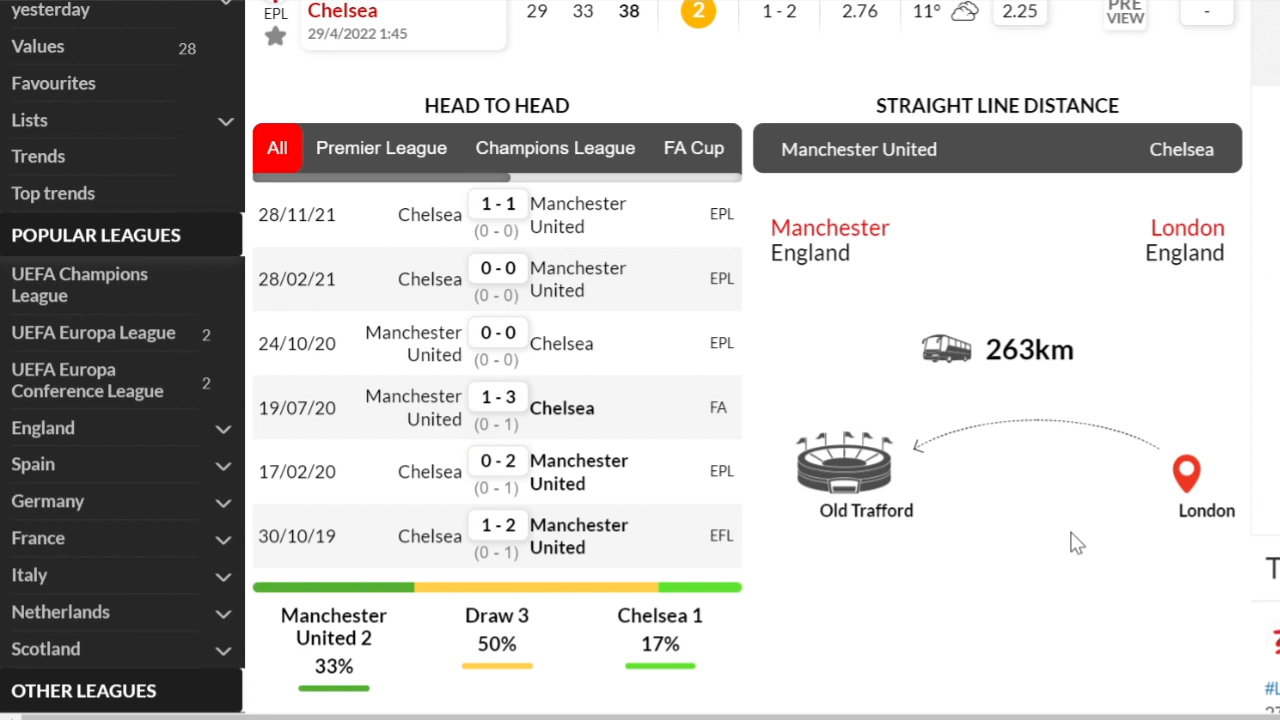 yesterday
Values 28
Favourites
Lists
Trends
Top trends
POPULAR LEAGUES
UEFA Champions
League
UEFA Europa League 2
UEFA Europa
Conference League 2
England
Spain
Germany
France
Italy
Netherlands
Scotland
OTHER LEAGUES
EPL
Chelsea
29/4/2022 1:45
29 33 38 2 1 - 2 2.76 11° 2.25 PRE
VIEW -
HEAD TO HEAD
All Premier League Champions League FA Cup
28/11/21 Chelsea 1 - 1 Manchester
United EPL
(0 - 0)
28/02/21 Chelsea 0 - 0 Manchester
United EPL
(0 - 0)
24/10/20 Manchester
United 0 - 0 Chelsea EPL
(0 - 0)
19/07/20 Manchester
United 1 - 3 Chelsea FA
(0 - 1)
17/02/20 Chelsea 0 - 2 Manchester
United EPL
(0 - 1)
30/10/19 Chelsea 1 - 2 Manchester
United EFL
(0 - 1)
Manchester
United 2
33%
Draw 3
50%
Chelsea 1
17%
STRAIGHT LINE DISTANCE
Manchester United Chelsea
Manchester London
England England
263km
Old Trafford London